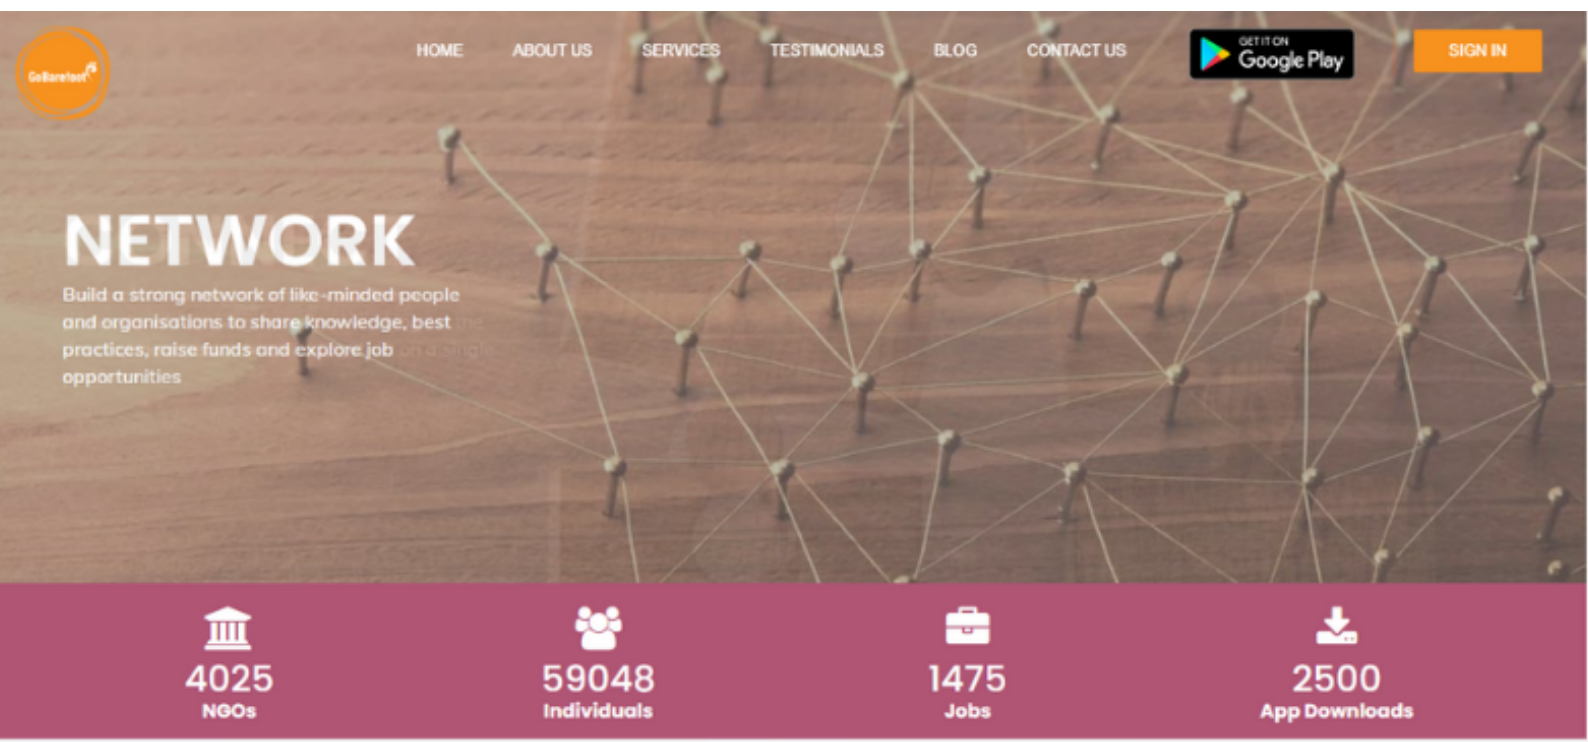 GoBarefoot
HOME ABOUT US SERVICES TESTIMONIALS BLOG CONTACT US GET IT ON Google Play SIGN IN
NETWORK
Build a strong network of like-minded people
and organisations to share knowledge, best
practices, raise funds and explore job on a single
opportunities
4025 59048 1475 2500
NGOs Individuals Jobs App Downloads